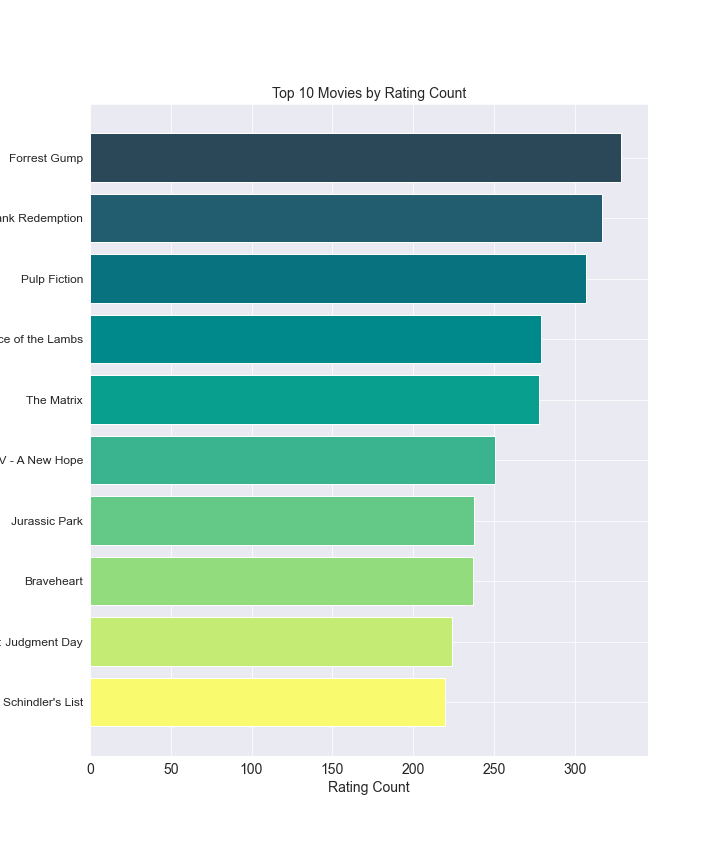 Top 10 Movies by Rating Count
Forrest Gump
ank Redemption
Pulp Fiction
ce of the Lambs
The Matrix
V - A New Hope
Jurassic Park
Braveheart
: Judgment Day
Schindler's List
0 50 100 150 200 250 300
Rating Count